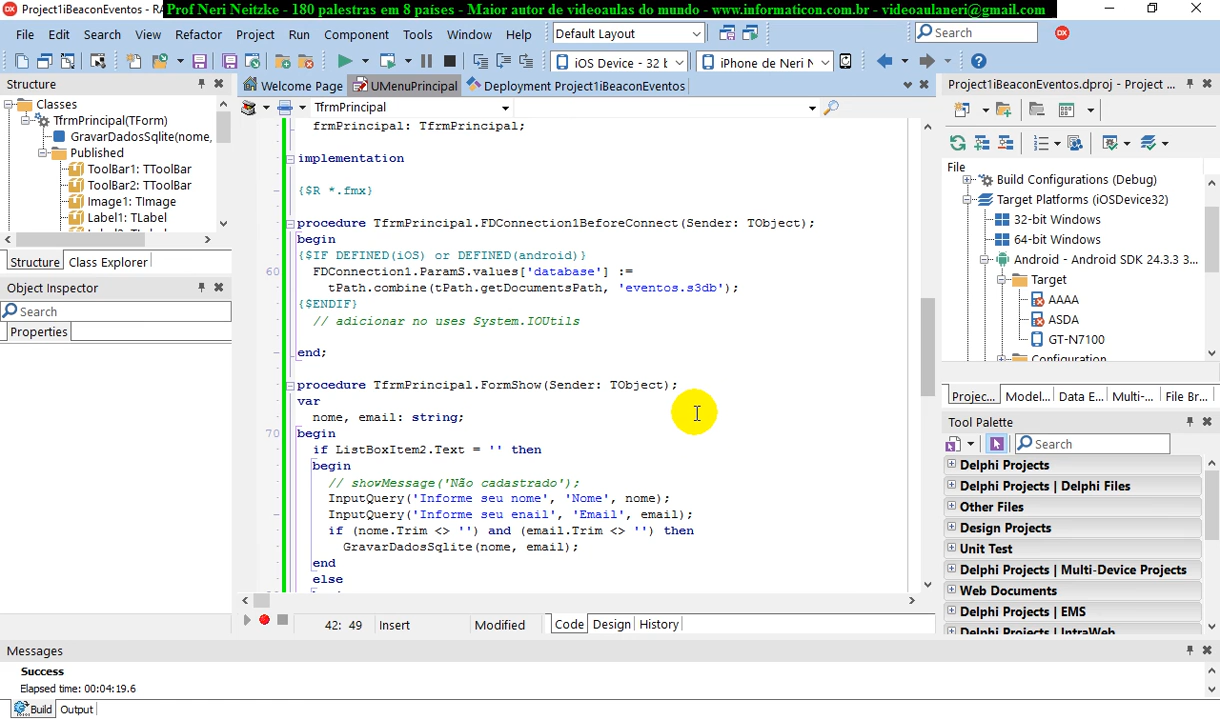 Project1iBeaconEventos - RA
Prof Neri Neitzke - 180 palestras em 8 países - Maior autor de videoaulas do mundo - www.informaticon.com.br - videoaulaneri@gmail.com
File Edit Search View Refactor Project Run Component Tools Window Help
Default Layout
Search
iOS Device - 32 b
iPhone de Neri N
Structure
Classes
TfrmPrincipal(TForm)
GravarDadosSqlite(nome,
Published
ToolBar1: TToolBar
ToolBar2: TToolBar
Image1: TImage
Label1: TLabel
Structure Class Explorer
Object Inspector
Search
Properties
Welcome Page UMenuPrincipal Deployment Project1iBeaconEventos
TfrmPrincipal
frmPrincipal: TfrmPrincipal;
implementation
{$R *.fmx}
procedure TfrmPrincipal.FDConnection1BeforeConnect(Sender: TObject);
begin
{$IF DEFINED(iOS) or DEFINED(android)}
60 FDConnection1.ParamS.values['database'] :=
tPath.combine(tPath.getDocumentsPath, 'eventos.s3db');
{$ENDIF}
// adicionar no uses System.IOUtils
end;
procedure TfrmPrincipal.FormShow(Sender: TObject);
var
nome, email: string;
70 begin
if ListBoxItem2.Text = '' then
begin
// showMessage('Não cadastrado');
InputQuery('Informe seu nome', 'Nome', nome);
InputQuery('Informe seu enail', 'Email', email);
if (nome.Trim <> '') and (email.Trim <> '') then
GravarDadosSqlite(nome, email);
end
else
42: 49 Insert Modified Code Design History
Project1iBeaconEventos.dproj - Project ...
File
Build Configurations (Debug)
Target Platforms (iOSDevice32)
32-bit Windows
64-bit Windows
Android - Android SDK 24.3.3 3...
Target
AAAA
ASDA
GT-N7100
Configuration
Projec... Model... Data E... Multi-... File Br...
Tool Palette
Search
Delphi Projects
Delphi Projects | Delphi Files
Other Files
Design Projects
Unit Test
Delphi Projects | Multi-Device Projects
Web Documents
Delphi Projects | EMS
Delphi Projects | IntraWeb
Messages
Success
Elapsed time: 00:04:19.6
Build Output